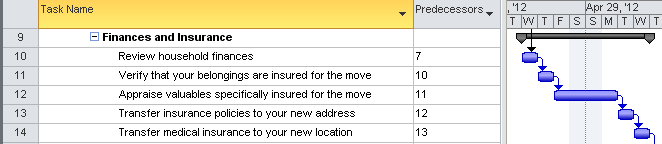 Task Name Predecessors , '12 Apr 29, '12
T W T F S S M T W T
9 Finances and Insurance
10 Review household finances 7
11 Verify that your belongings are insured for the move 10
12 Appraise valuables specifically insured for the move 11
13 Transfer insurance policies to your new address 12
14 Transfer medical insurance to your new location 13